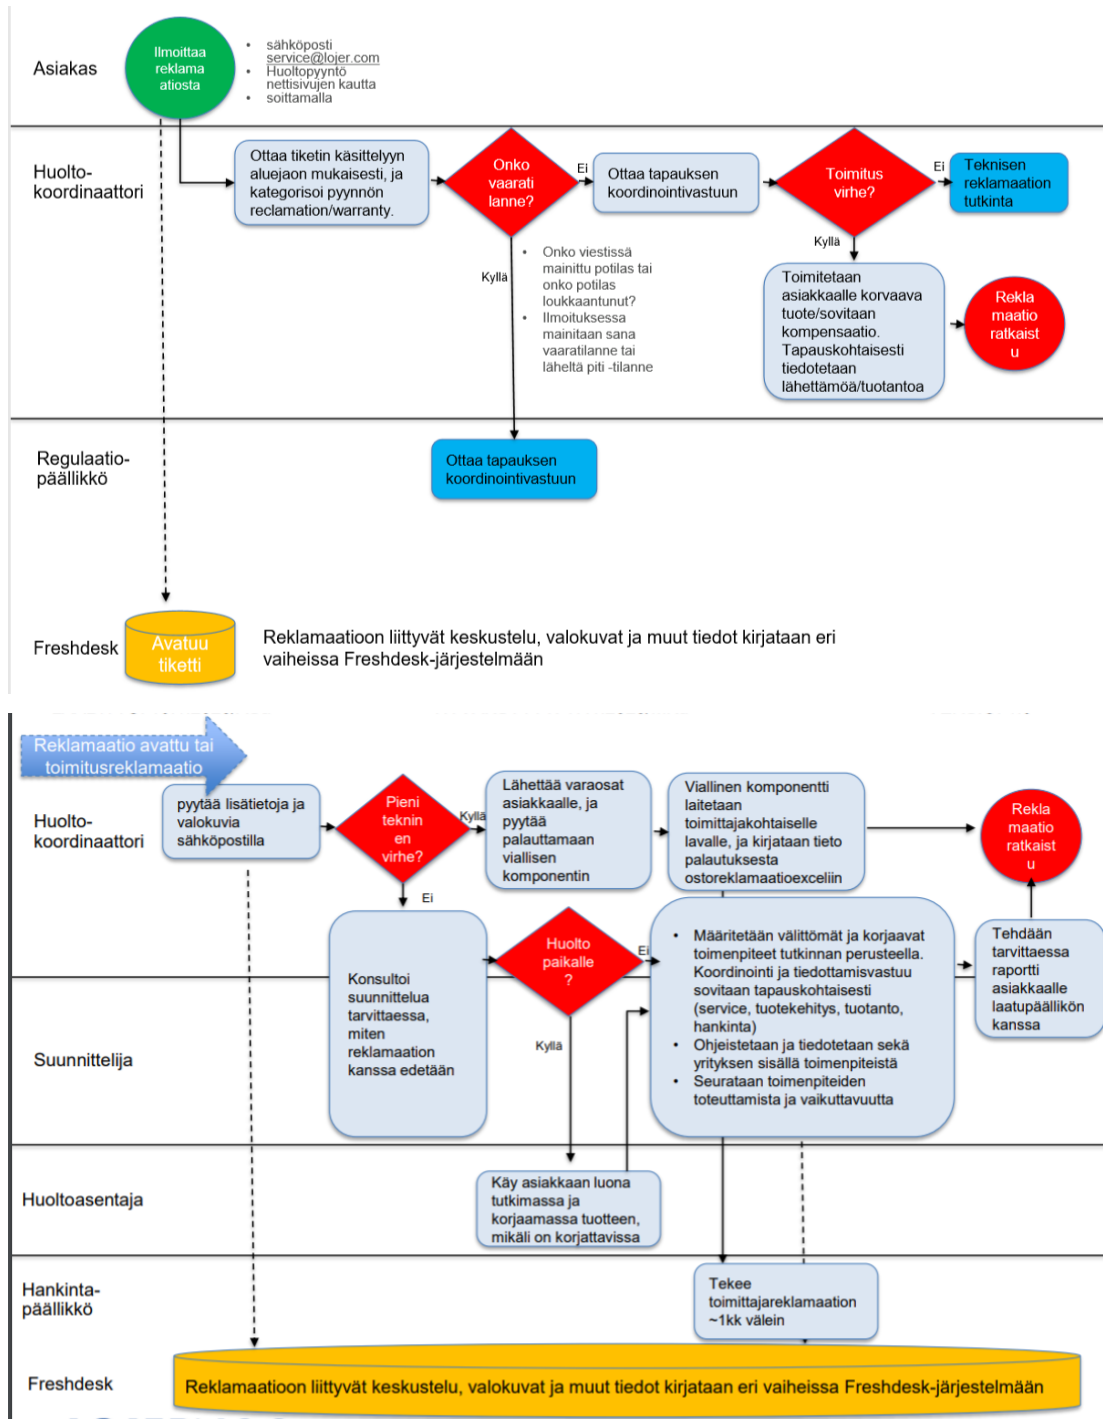 Asiakas
Ilmoittaa
reklama
atiosta
• sähköposti
service@lojer.com
• Huoltopyyntö
nettisivujen kautta
• soittamalla
Huolto-
koordinaattori
Ottaa tiketin käsittelyyn
aluejaon mukaisesti, ja
kategorisoi pyynnön
reclamation/warranty.
Onko
vaarati
lanne?
Ei
Ottaa tapauksen
koordinointivastuun
Toimitus
virhe?
Ei
Teknisen
reklamaation
tutkinta
Kyllä
• Onko viestissä
mainittu potilas tai
onko potilas
loukkaantunut?
• Ilmoituksessa
mainitaan sana
vaaratilanne tai
läheltä piti -tilanne
Kyllä
Toimitetaan
asiakkaalle korvaava
tuote/sovitaan
kompensaatio.
Tapauskohtaisesti
tiedotetaan
lähettämöä/tuotantoa
Rekla
maatio
ratkaist
u
Regulaatio-
päällikkö
Ottaa tapauksen
koordinointivastuun
Freshdesk
Avatuu
tiketti
Reklamaatioon liittyvät keskustelu, valokuvat ja muut tiedot kirjataan eri
vaiheissa Freshdesk-järjestelmään
Reklamaatio avattu tai
toimitusreklamaatio
Huolto-
koordinaattori
pyytää lisätietoja ja
valokuvia
sähköpostilla
Pieni
teknin
en
virhe?
Kyllä
Lähettää varaosat
asiakkaalle, ja
pyytää
palauttamaan
viallisen
komponentin
Viallinen komponentti
laitetaan
toimittajakohtaiselle
lavalle, ja kirjataan tieto
palautuksesta
ostoreklamaatioexceliin
Rekla
maatio
ratkaist
u
Ei
Konsultoi
suunnittelua
tarvittaessa,
miten
reklamaation
kanssa edetään
Huolto
paikalle
?
Ei
Kyllä
• Määritetään välittömät ja korjaavat
toimenpiteet tutkinnan perusteella.
Koordinointi ja tiedottamisvastuu
sovitaan tapauskohtaisesti
(service, tuotekehitys, tuotanto,
hankinta)
• Ohjeistetaan ja tiedotetaan sekä
yrityksen sisällä toimenpiteistä
• Seurataan toimenpiteiden
toteuttamista ja vaikuttavuutta
Tehdään
tarvittaessa
raportti
asiakkaalle
laatupäällikön
kanssa
Suunnittelija
Huoltoasentaja
Käy asiakkaan luona
tutkimassa ja
korjaamassa tuotteen,
mikäli on korjattavissa
Hankinta-
päällikkö
Tekee
toimittajareklamaation
~1kk välein
Freshdesk
Reklamaatioon liittyvät keskustelu, valokuvat ja muut tiedot kirjataan eri vaiheissa Freshdesk-järjestelmään